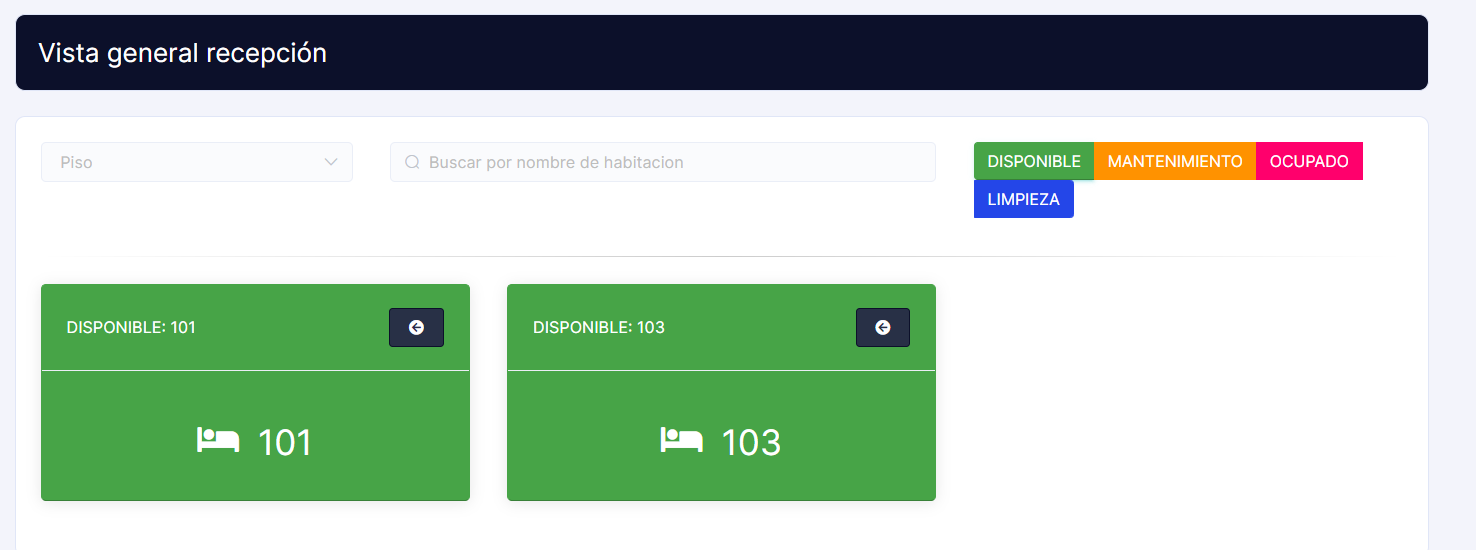 Vista general recepción
Piso
Buscar por nombre de habitacion
DISPONIBLE MANTENIMIENTO OCUPADO
LIMPIEZA
DISPONIBLE: 101
101
DISPONIBLE: 103
103